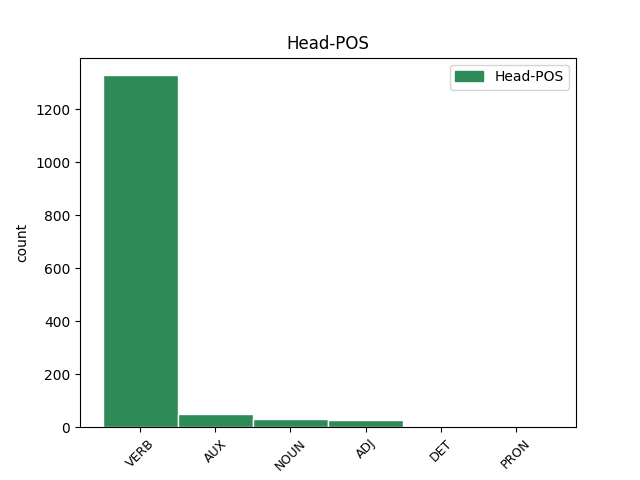 Head-POS
Head-POS
count
1200
1000
800
600
400
200
0
VERB
AUX
NOUN
ADJ
DET
PRON